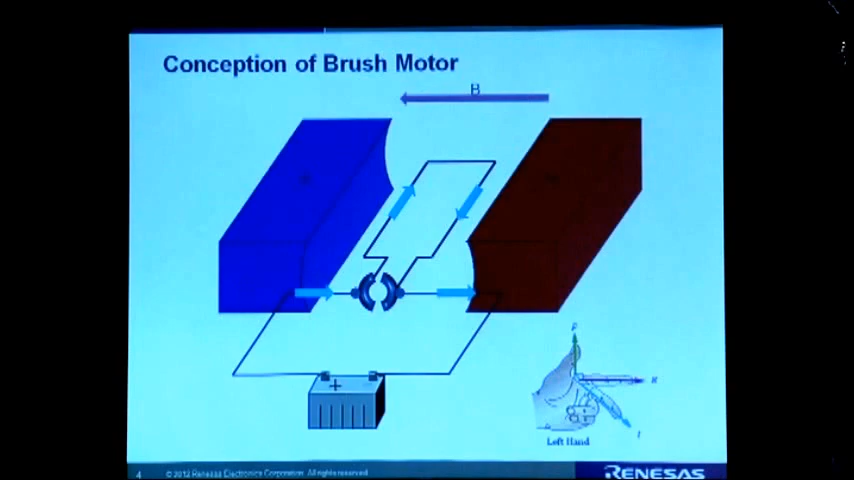 Conception of Brush Motor
B
+
Left Hand
4 © 2012 Renesas Electronics Corporation. All rights reserved.
RENESAS